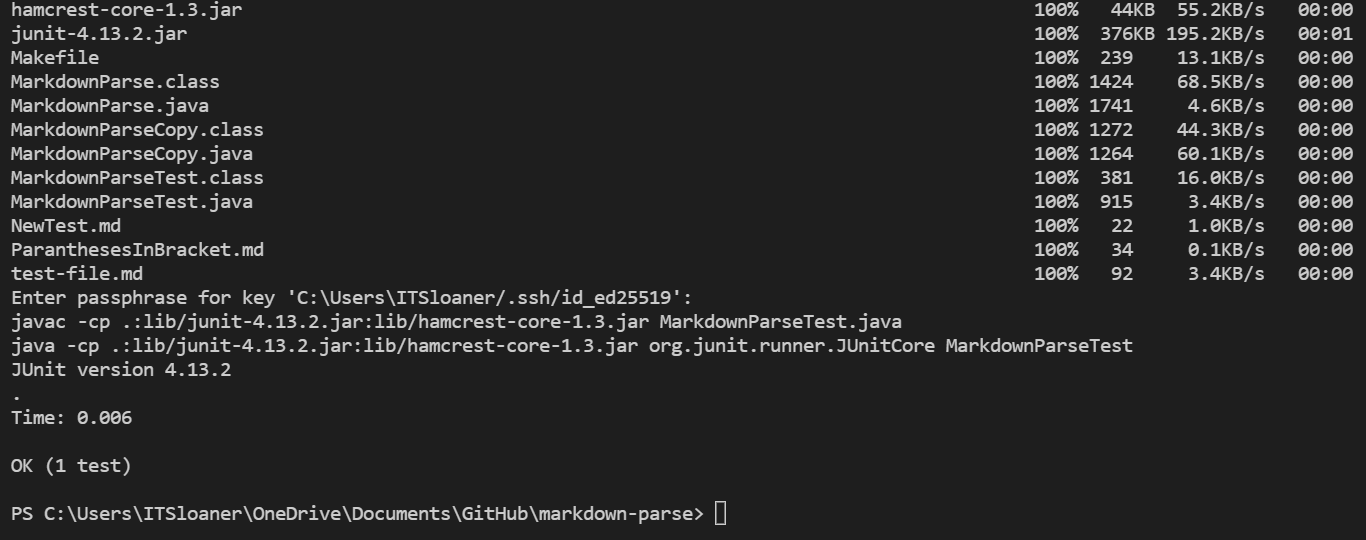 hamcrest-core-1.3.jar 100% 44KB 55.2KB/s 00:00
junit-4.13.2.jar 100% 376KB 195.2KB/s 00:01
Makefile 100% 239 13.1KB/s 00:00
MarkdownParse.class 100% 1424 68.5KB/s 00:00
MarkdownParse.java 100% 1741 4.6KB/s 00:00
MarkdownParseCopy.class 100% 1272 44.3KB/s 00:00
MarkdownParseCopy.java 100% 1264 60.1KB/s 00:00
MarkdownParseTest.class 100% 381 16.0KB/s 00:00
MarkdownParseTest.java 100% 915 3.4KB/s 00:00
NewTest.md 100% 22 1.0KB/s 00:00
ParanthesesInBracket.md 100% 34 0.1KB/s 00:00
test-file.md 100% 92 3.4KB/s 00:00
Enter passphrase for key 'C:\Users\ITSloaner/.ssh/id_ed25519':
javac -cp .:lib/junit-4.13.2.jar:lib/hamcrest-core-1.3.jar MarkdownParseTest.java
java -cp .:lib/junit-4.13.2.jar:lib/hamcrest-core-1.3.jar org.junit.runner.JUnitCore MarkdownParseTest
JUnit version 4.13.2
.
Time: 0.006
OK (1 test)
PS C:\Users\ITSloaner\OneDrive\Documents\GitHub\markdown-parse>